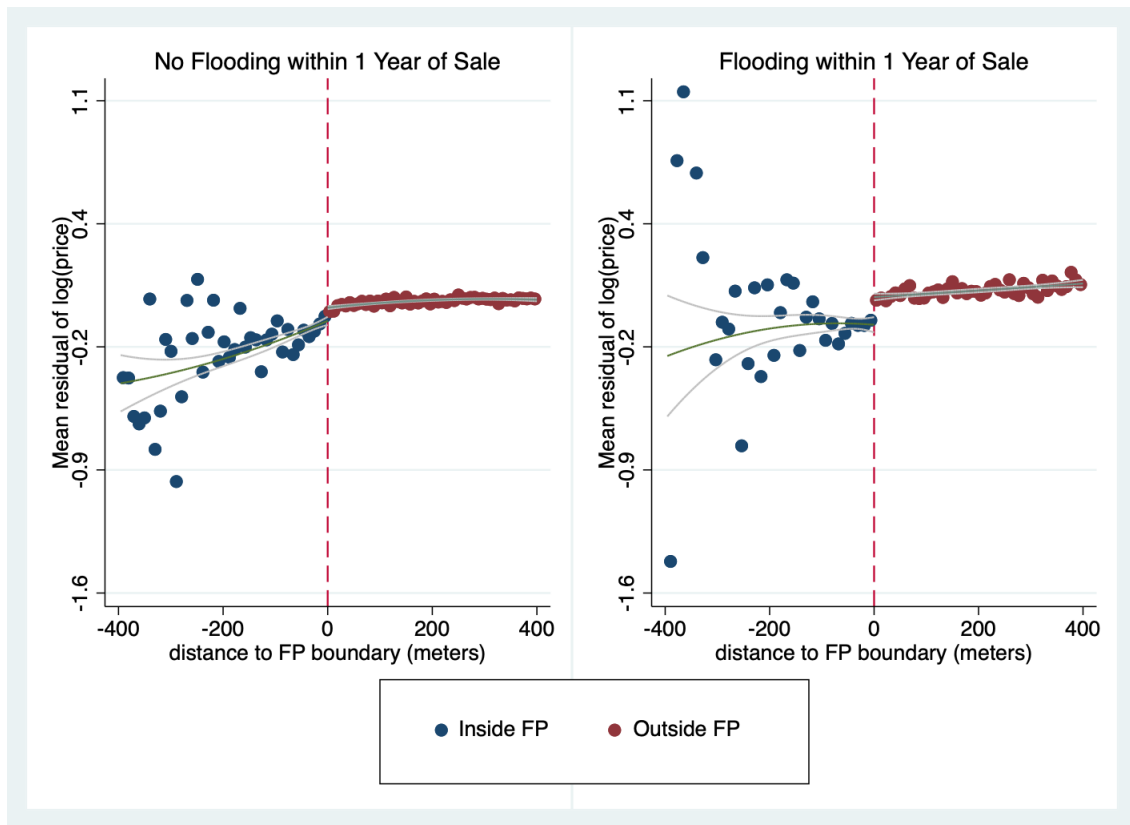 No Flooding within 1 Year of Sale
Mean residual of log(price)
1.1
0.4
-0.2
-0.9
-1.6
-400 -200 0 200 400
distance to FP boundary (meters)
Flooding within 1 Year of Sale
Mean residual of log(price)
1.1
0.4
-0.2
-0.9
-1.6
-400 -200 0 200 400
distance to FP boundary (meters)
Inside FP Outside FP